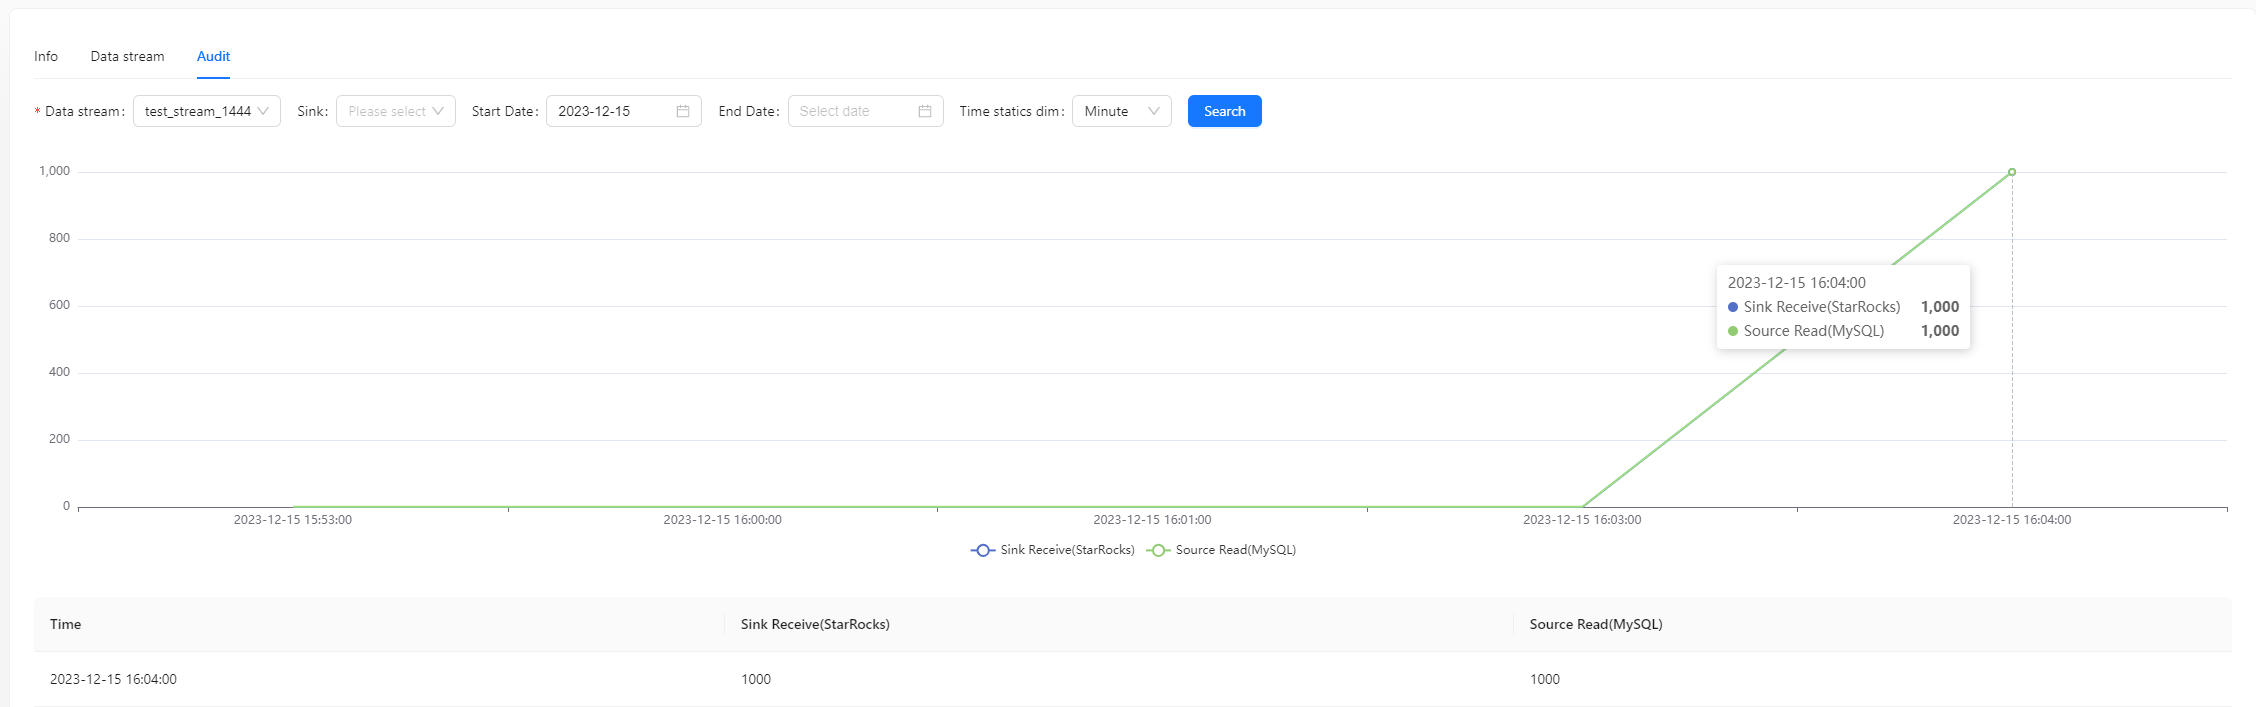 Info Data stream Audit
* Data stream: test_stream_1444 Sink: Please select Start Date: 2023-12-15 End Date: Select date Time statics dim: Minute Search
1,000
800
600
400
200
0
2023-12-15 16:04:00
Sink Receive(StarRocks) 1,000
Source Read(MySQL) 1,000
2023-12-15 15:53:00 2023-12-15 16:00:00 2023-12-15 16:01:00 2023-12-15 16:03:00 2023-12-15 16:04:00
Sink Receive(StarRocks) Source Read(MySQL)
Time Sink Receive(StarRocks) Source Read(MySQL)
2023-12-15 16:04:00 1000 1000